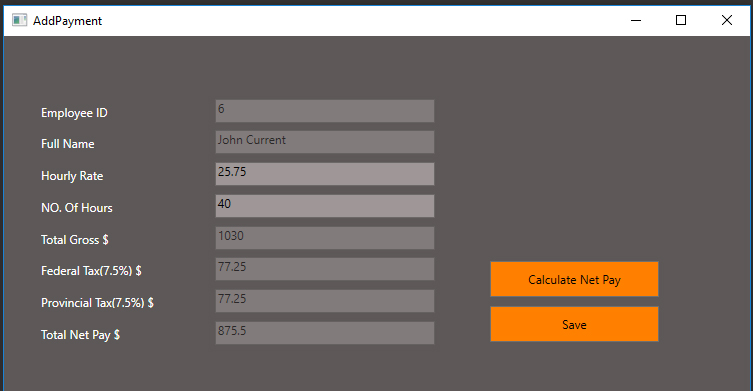 AddPayment
Employee ID 6
Full Name John Current
Hourly Rate 25.75
NO. Of Hours 40
Total Gross $ 1030
Federal Tax(7.5%) $ 77.25
Calculate Net Pay
Provincial Tax(7.5%) $ 77.25
Save
Total Net Pay $ 875.5